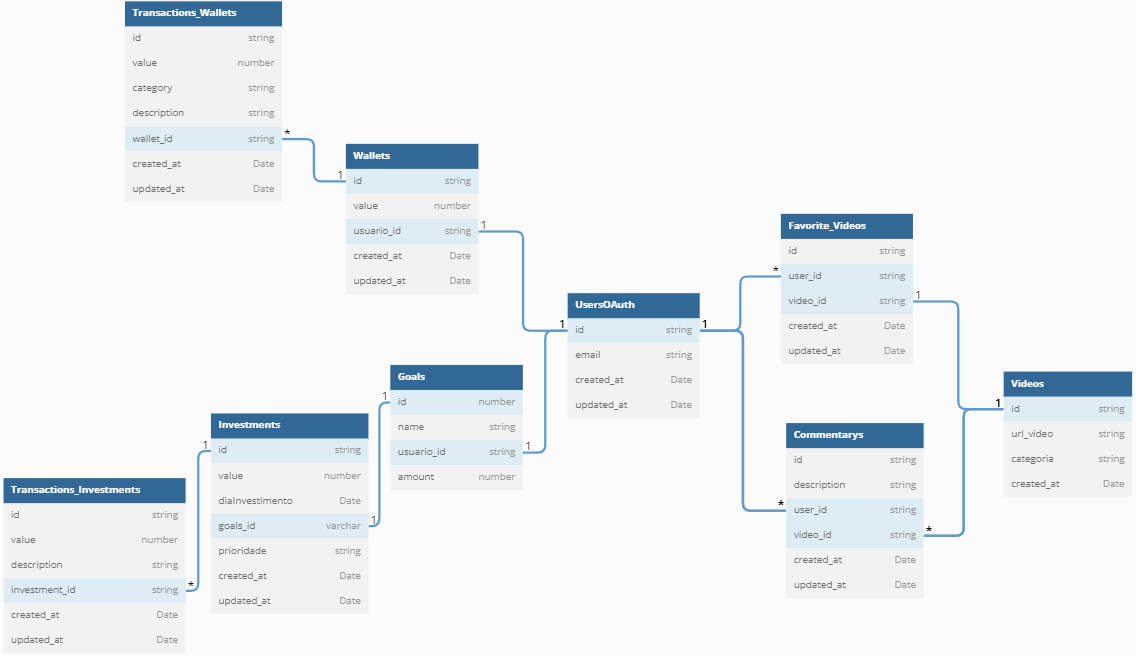 Transactions_Wallets
id string
value number
category string
description string
wallet_id string
created_at Date
updated_at Date
*
1
Wallets
id string
value number
usuario_id string
created_at Date
updated_at Date
1
1
UsersOAuth
id string
email string
created_at Date
updated_at Date
1
Goals
id number
name string
usuario_id string
amount number
1
1
Investments
id string
value number
diaInvestimento Date
goals_id varchar
prioridade string
created_at Date
updated_at Date
1
1
Transactions_Investments
id string
value number
description string
investment_id string
created_at Date
updated_at Date
*
Favorite_Videos
id string
user_id string
video_id string
created_at Date
updated_at Date
*
1
Commentarys
id string
description string
user_id string
video_id string
created_at Date
updated_at Date
*
*
Videos
id string
url_video string
categoria string
created_at Date
1